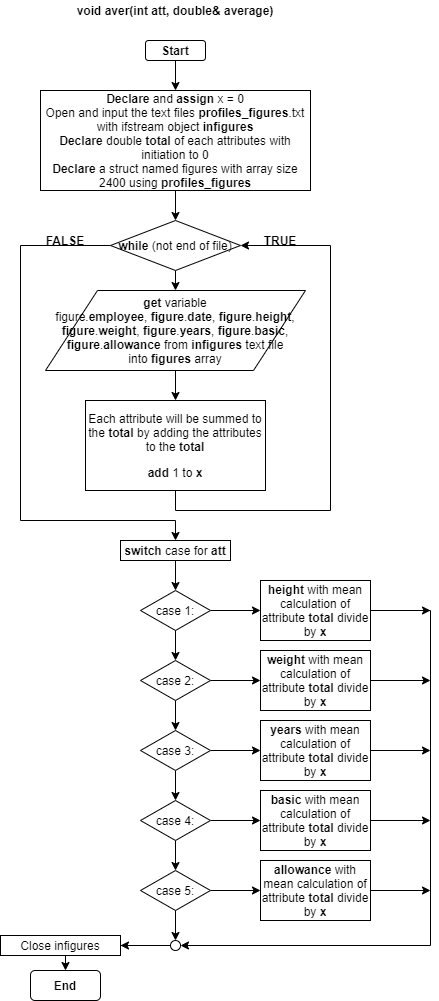 void aver(int att, double& average)
Start
Declare and assign x = 0
Open and input the text files profiles_figures.txt
with ifstream object infigures
Declare double total of each attributes with
initiation to 0
Declare a struct named figures with array size
2400 using profiles_figures
FALSE
while (not end of file)
TRUE
get variable
figure.employee, figure.date, figure.height,
figure.weight, figure.years, figure.basic,
figure.allowance from infigures text file
into figures array
Each attribute will be summed to
the total by adding the attributes
to the total
add 1 to x
switch case for att
case 1:
height with mean
calculation of
attribute total divide
by x
case 2:
weight with mean
calculation of
attribute total divide
by x
case 3:
years with mean
calculation of
attribute total divide
by x
case 4:
basic with mean
calculation of
attribute total divide
by x
case 5:
allowance with
mean calculation of
attribute total divide
by x
Close infigures
End